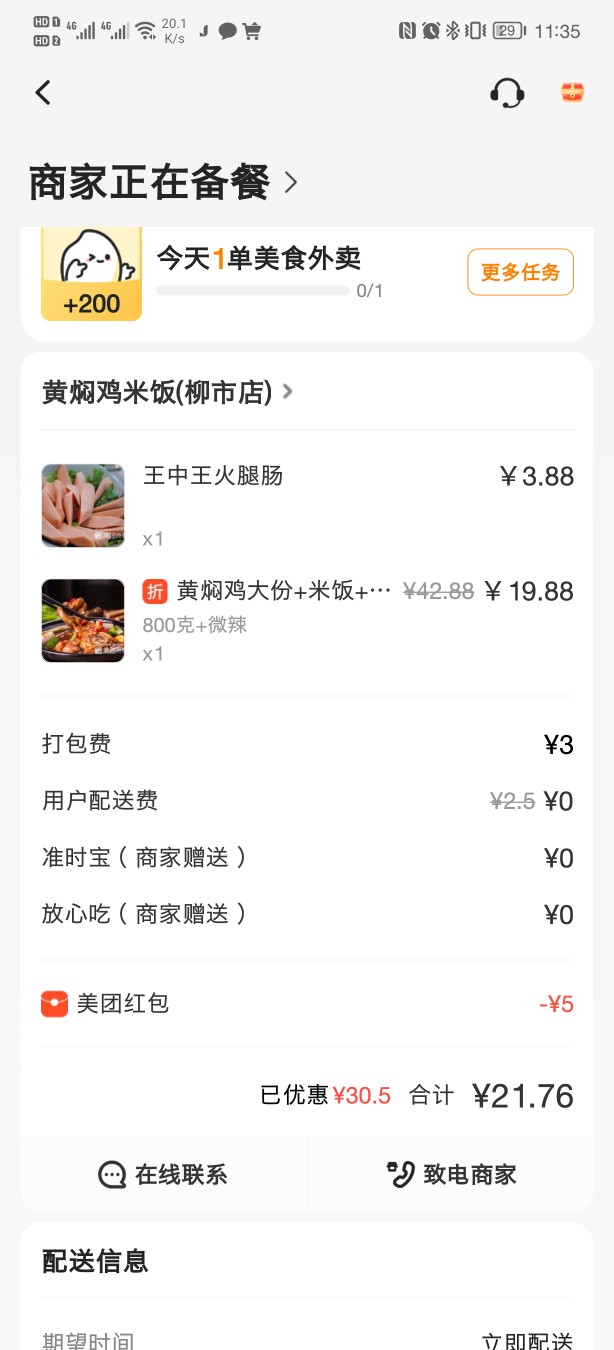 HD 1 4G 4G 20.1 K/s 29 11:35
HD 2
商家正在备餐
今天1单美食外卖
+200
0/1
更多任务
黄焖鸡米饭(柳市店)
王中王火腿肠 ¥3.88
x1
折 黄焖鸡大份+米饭+… ¥42.88 ¥19.88
800克+微辣
x1
打包费 ¥3
用户配送费 ¥2.5 ¥0
准时宝(商家赠送) ¥0
放心吃(商家赠送) ¥0
美团红包 -¥5
已优惠¥30.5 合计 ¥21.76
在线联系 致电商家
配送信息
期望时间 立即配送